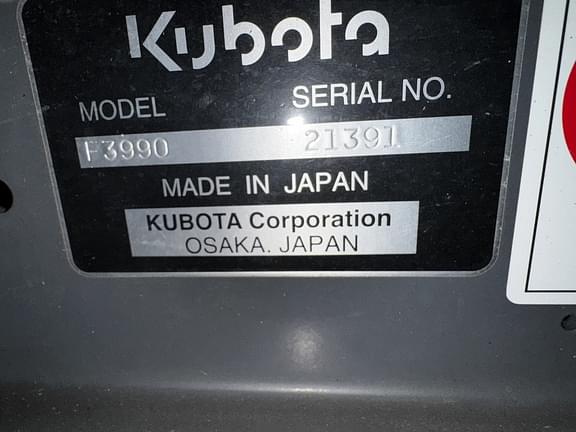 Kubota
MODEL
SERIAL NO.
F3990
21391
MADE IN JAPAN
KUBOTA Corporation
OSAKA. JAPAN